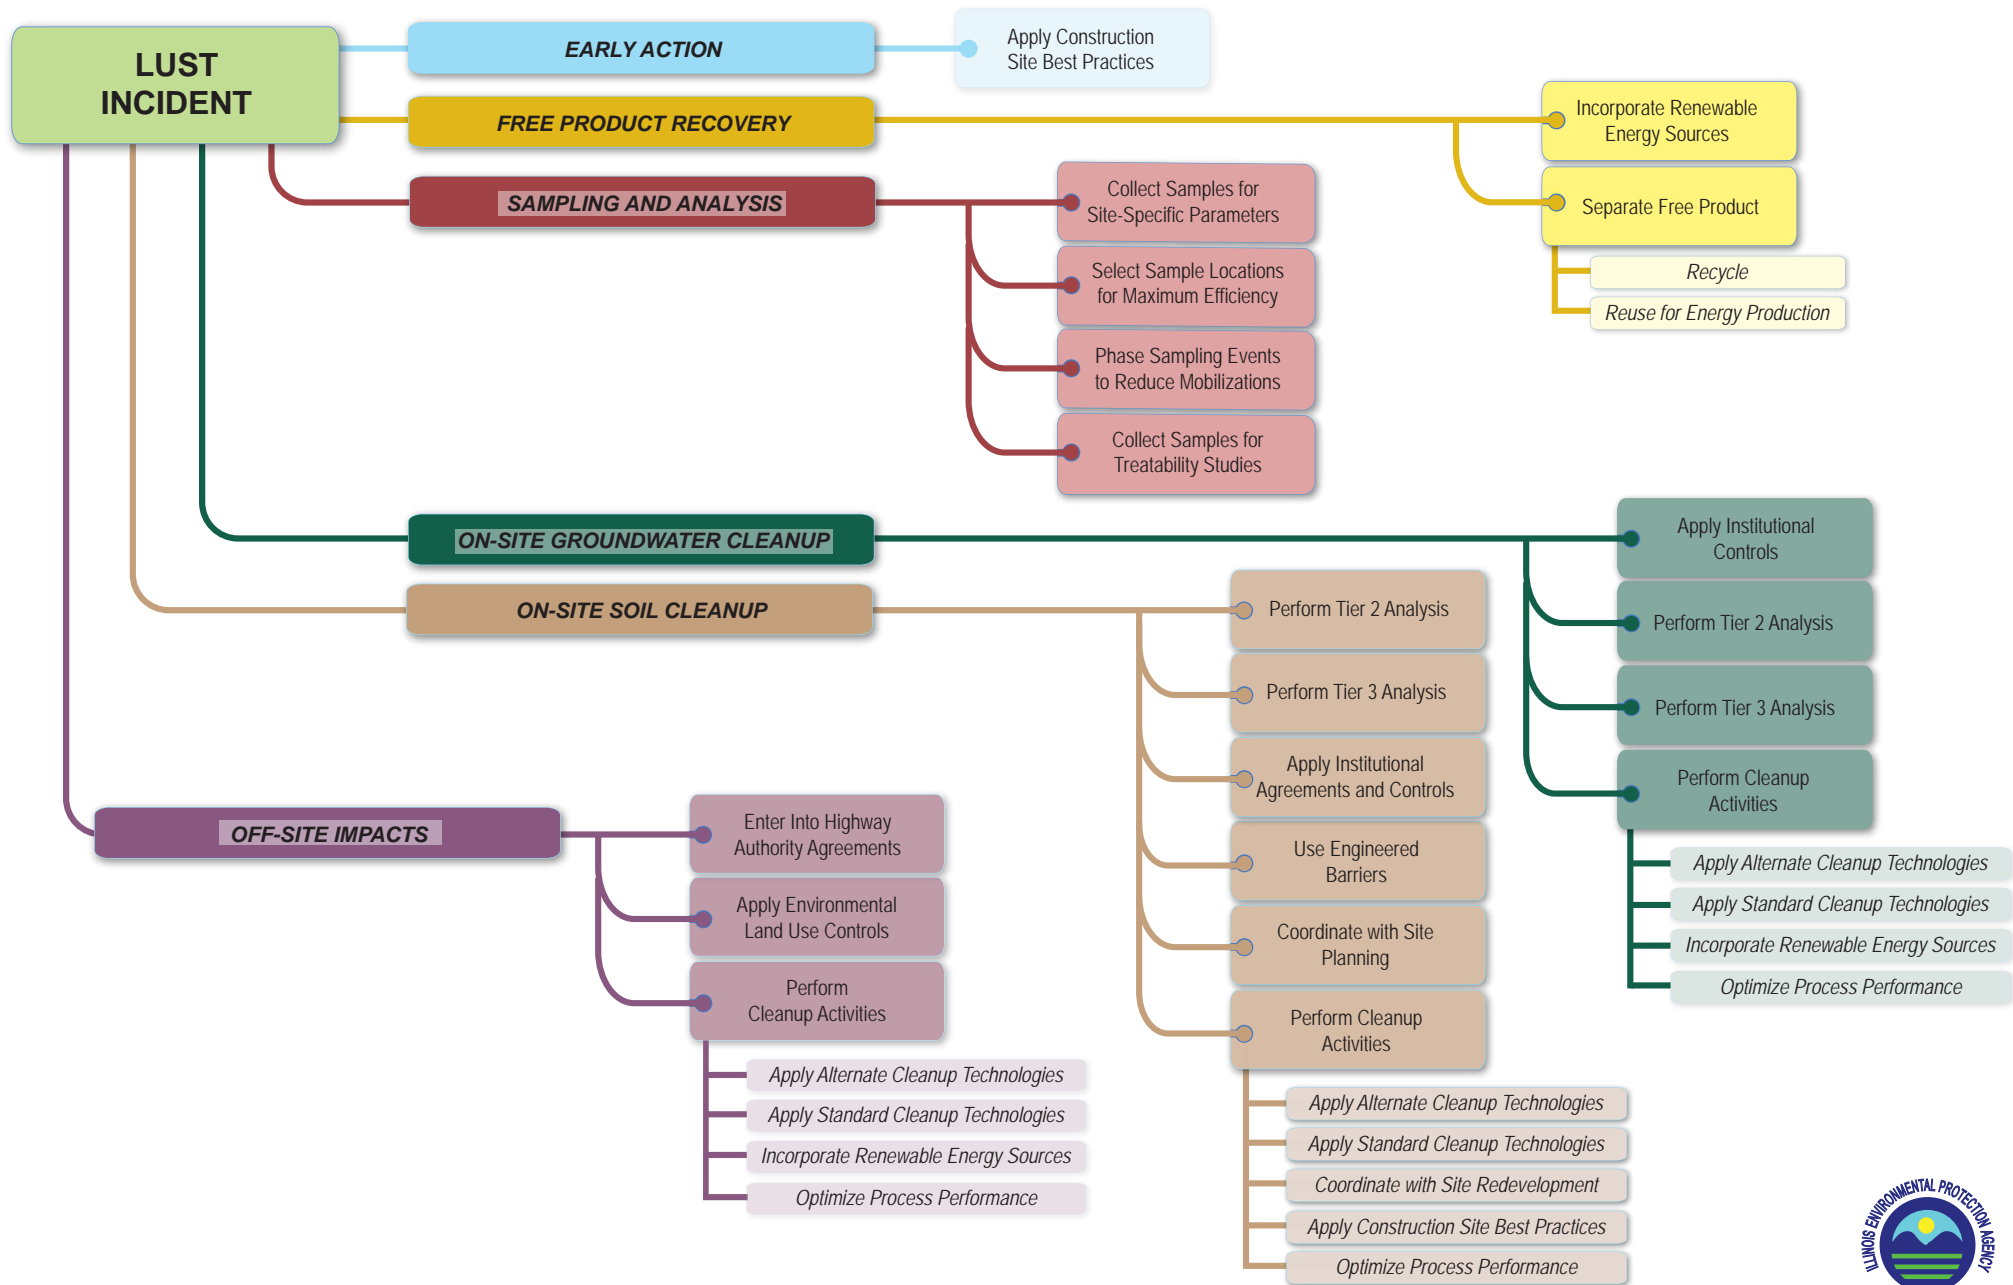 LUST
INCIDENT
EARLY ACTION
Apply Construction
Site Best Practices
FREE PRODUCT RECOVERY
Incorporate Renewable
Energy Sources
Separate Free Product
Recycle
Reuse for Energy Production
SAMPLING AND ANALYSIS
Collect Samples for
Site-Specific Parameters
Select Sample Locations
for Maximum Efficiency
Phase Sampling Events
to Reduce Mobilizations
Collect Samples for
Treatability Studies
ON-SITE GROUNDWATER CLEANUP
Apply Institutional
Controls
Perform Tier 2 Analysis
Perform Tier 3 Analysis
Perform Cleanup
Activities
Apply Alternate Cleanup Technologies
Apply Standard Cleanup Technologies
Incorporate Renewable Energy Sources
Optimize Process Performance
ON-SITE SOIL CLEANUP
Perform Tier 2 Analysis
Perform Tier 3 Analysis
Apply Institutional
Agreements and Controls
Use Engineered
Barriers
Coordinate with Site
Planning
Perform Cleanup
Activities
Apply Alternate Cleanup Technologies
Apply Standard Cleanup Technologies
Coordinate with Site Redevelopment
Apply Construction Site Best Practices
Optimize Process Performance
OFF-SITE IMPACTS
Enter Into Highway
Authority Agreements
Apply Environmental
Land Use Controls
Perform
Cleanup Activities
Apply Alternate Cleanup Technologies
Apply Standard Cleanup Technologies
Incorporate Renewable Energy Sources
Optimize Process Performance
ILLINOIS ENVIRONMENTAL PROTECTION AGENCY